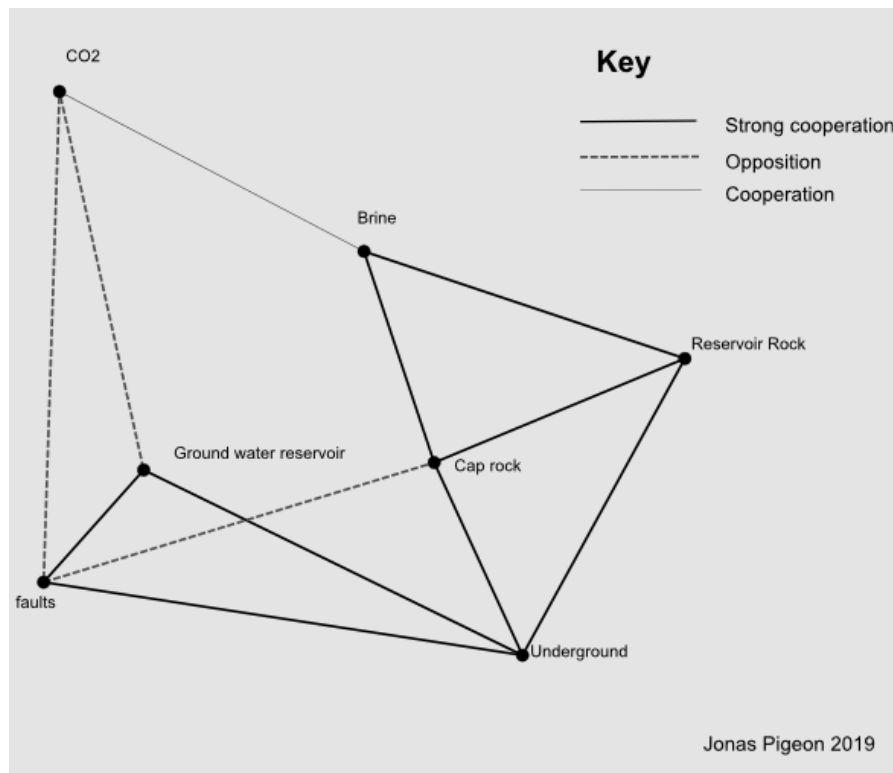 CO2
Key
Strong cooperation
Opposition
Cooperation
Brine
Reservoir Rock
Ground water reservoir
Cap rock
faults
Underground
Jonas Pigeon 2019